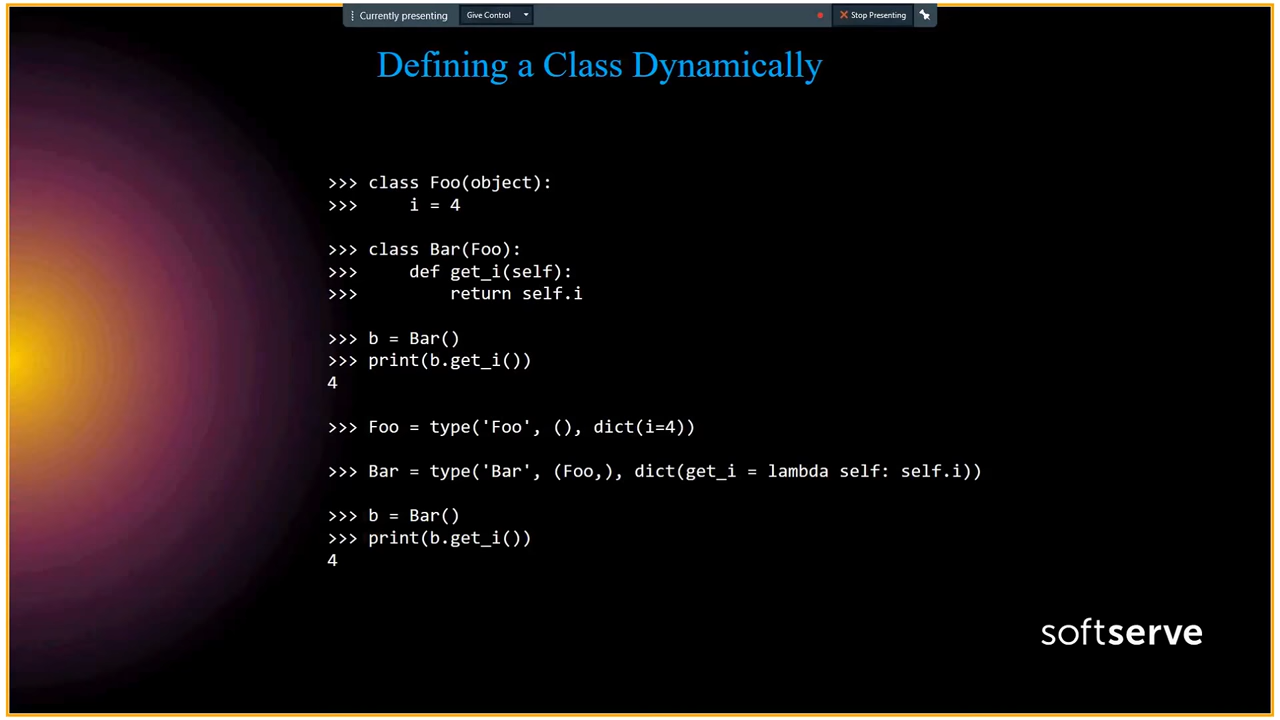 Currently presenting Give Control Stop Presenting
Defining a Class Dynamically
>>> class Foo(object):
>>>     i = 4
>>> class Bar(Foo):
>>>     def get_i(self):
>>>         return self.i
>>> b = Bar()
>>> print(b.get_i())
4
>>> Foo = type('Foo', (), dict(i=4))
>>> Bar = type('Bar', (Foo,), dict(get_i = lambda self: self.i))
>>> b = Bar()
>>> print(b.get_i())
4
softserve